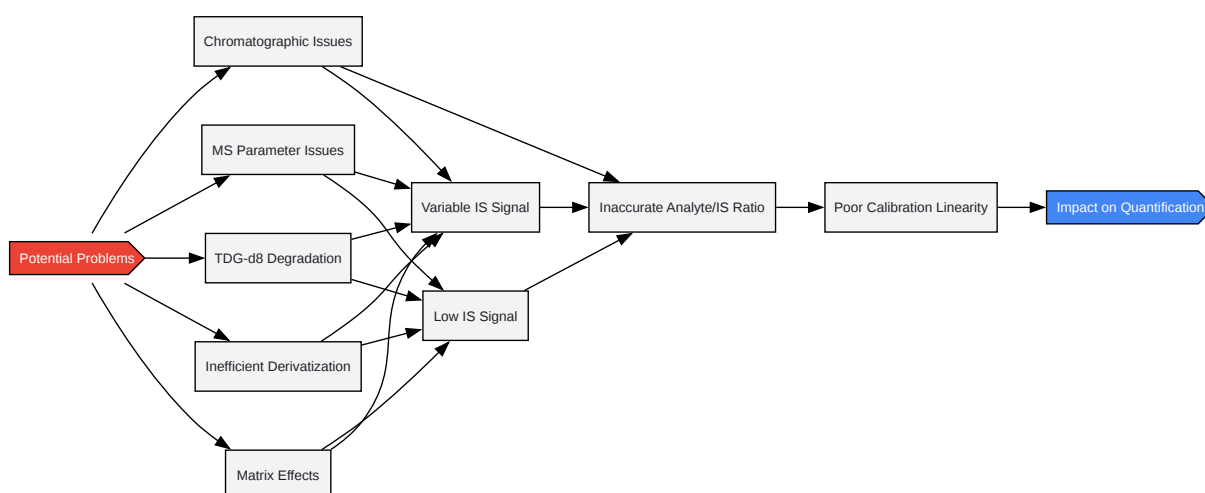 Chromatographic Issues
MS Parameter Issues
Variable IS Signal
Inaccurate Analyte/IS Ratio
Poor Calibration Linearity
Impact on Quantification
Potential Problems
TDG-d8 Degradation
Low IS Signal
Inefficient Derivatization
Matrix Effects